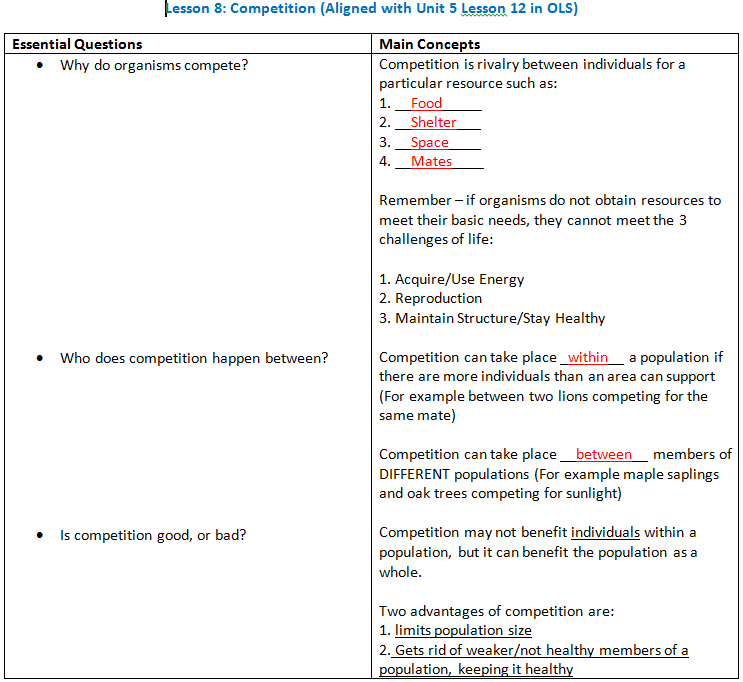 Lesson 8: Competition (Aligned with Unit 5 Lesson 12 in OLS)
Essential Questions
Main Concepts
• Why do organisms compete?
Competition is rivalry between individuals for a
particular resource such as:
1. __Food______
2. __Shelter___
3. __Space____
4. __Mates____
Remember – if organisms do not obtain resources to
meet their basic needs, they cannot meet the 3
challenges of life:
1. Acquire/Use Energy
2. Reproduction
3. Maintain Structure/Stay Healthy
• Who does competition happen between?
Competition can take place _within__ a population if
there are more individuals than an area can support
(For example between two lions competing for the
same mate)
Competition can take place __between__ members of
DIFFERENT populations (For example maple saplings
and oak trees competing for sunlight)
• Is competition good, or bad?
Competition may not benefit individuals within a
population, but it can benefit the population as a
whole.
Two advantages of competition are:
1. limits population size
2. Gets rid of weaker/not healthy members of a
population, keeping it healthy